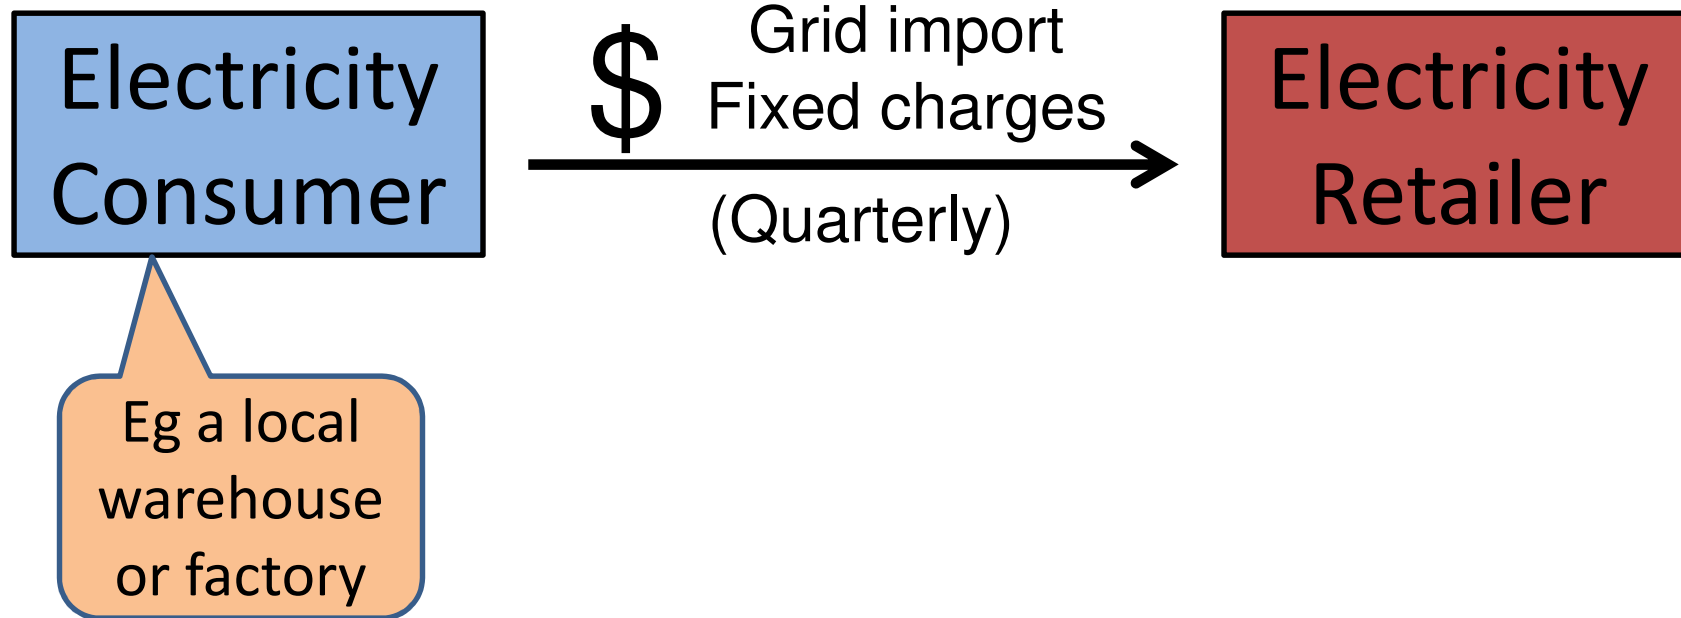 Electricity
Consumer
$
Grid import
Fixed charges
(Quarterly)
Electricity
Retailer
Eg a local
warehouse
or factory